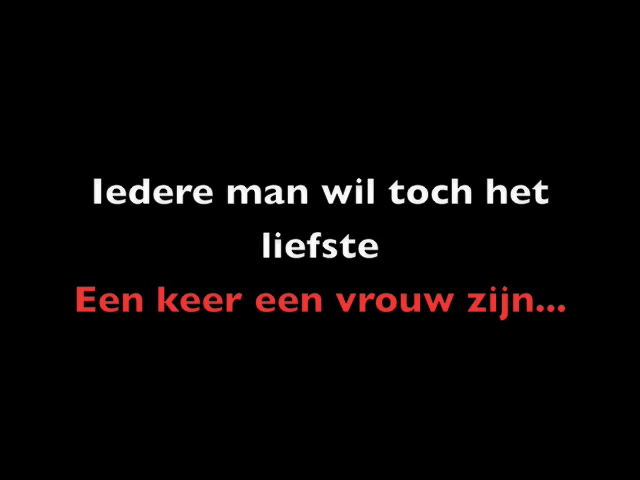 Iedere man wil toch het
liefste
Een keer een vrouw zijn...